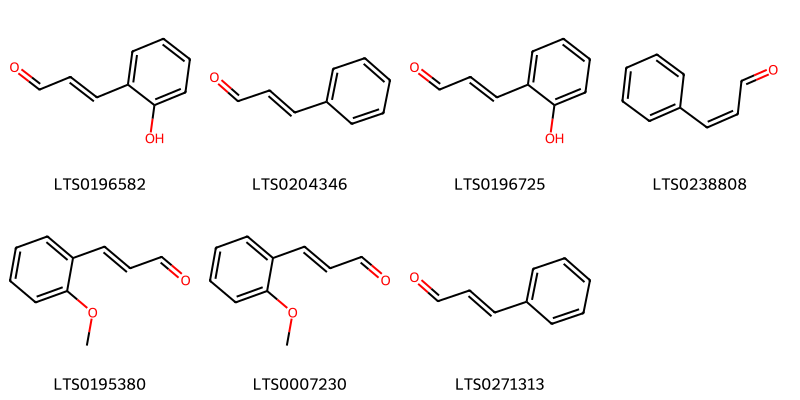 O OH O O OH O
LTS0196582 LTS0204346 LTS0196725 LTS0238808
O O O O O
LTS0195380 LTS0007230 LTS0271313